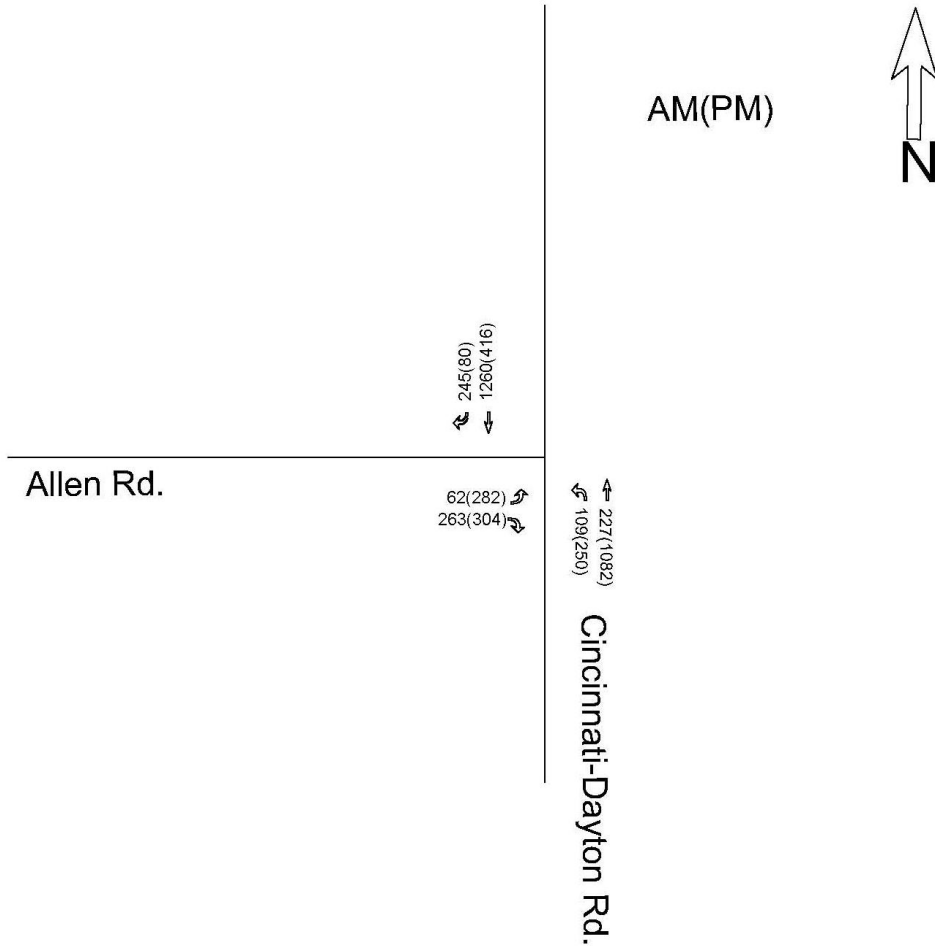 AM(PM)
N
245(80)
1260(416)
Allen Rd.
62(282)
263(304)
109(250)
227(1082)
Cincinnati-Dayton Rd.